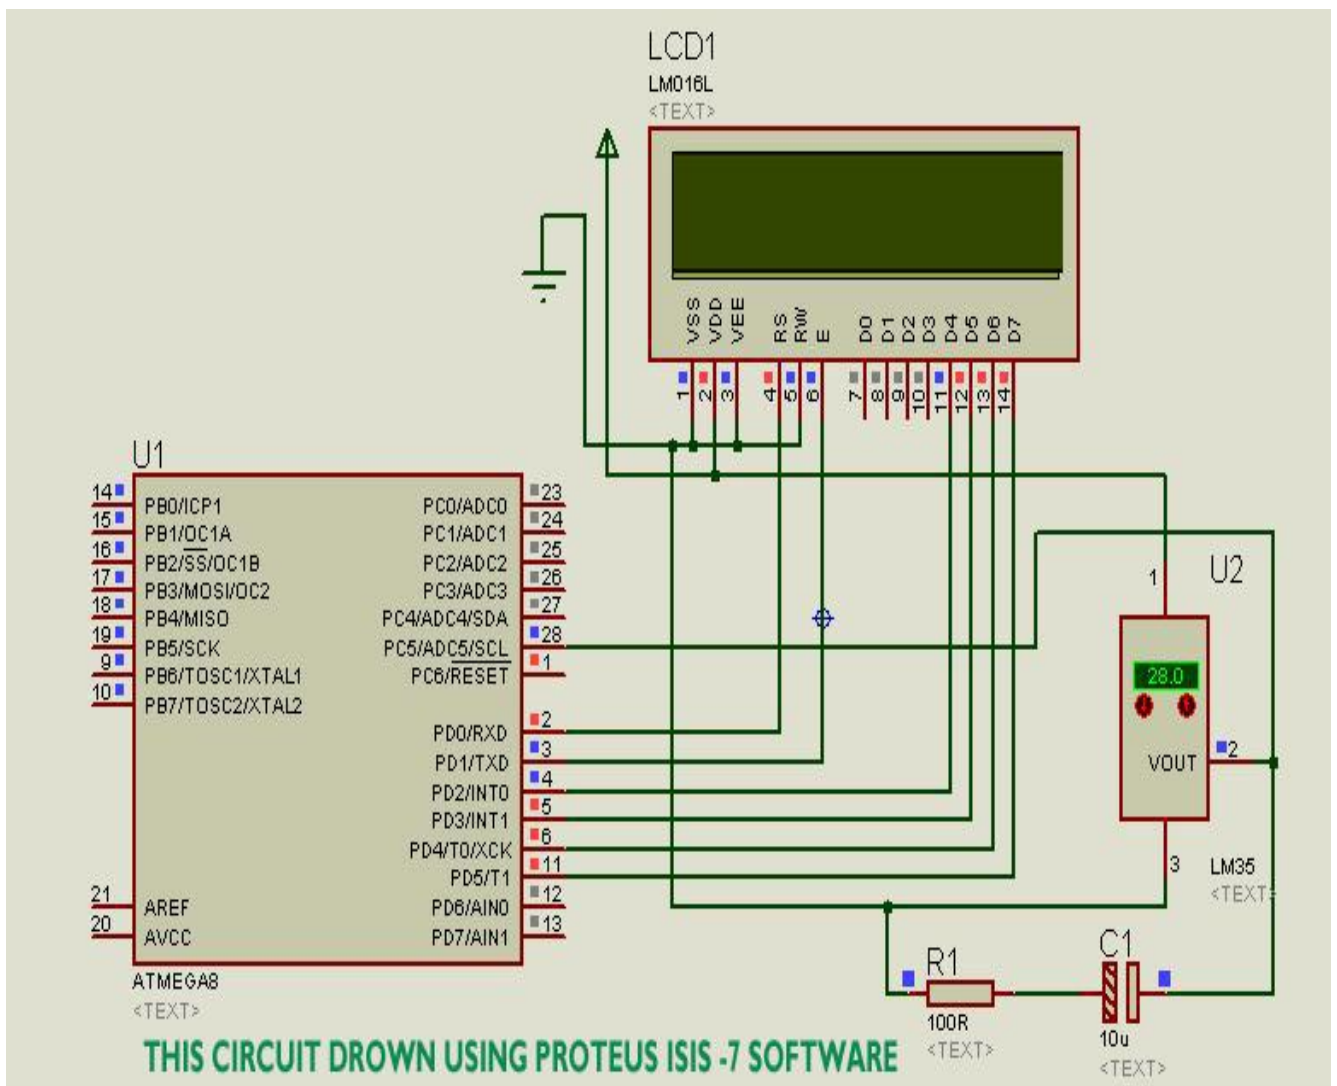 LCD1
LM016L
<TEXT>
VSS
VDD
VEE
RS
RW
E
D0
D1
D2
D3
D4
D5
D6
D7
1
2
3
4
5
6
7
8
9
10
11
12
13
14
U1
14 PB0/ICP1
15 PB1/OC1A
16 PB2/SS/OC1B
17 PB3/MOSI/OC2
18 PB4/MISO
19 PB5/SCK
9 PB6/TOSC1/XTAL1
10 PB7/TOSC2/XTAL2
21 AREF
20 AVCC
PC0/ADC0 23
PC1/ADC1 24
PC2/ADC2 25
PC3/ADC3 26
PC4/ADC4/SDA 27
PC5/ADC5/SCL 28
PC6/RESET 1
PD0/RXD 2
PD1/TXD 3
PD2/INT0 4
PD3/INT1 5
PD4/T0/XCK 6
PD5/T1 11
PD6/AIN0 12
PD7/AIN1 13
ATMEGA8
<TEXT>
U2
1
28.0
VOUT 2
3
LM35
<TEXT>
R1
100R
<TEXT>
C1
10u
<TEXT>
THIS CIRCUIT DROWN USING PROTEUS ISIS -7 SOFTWARE